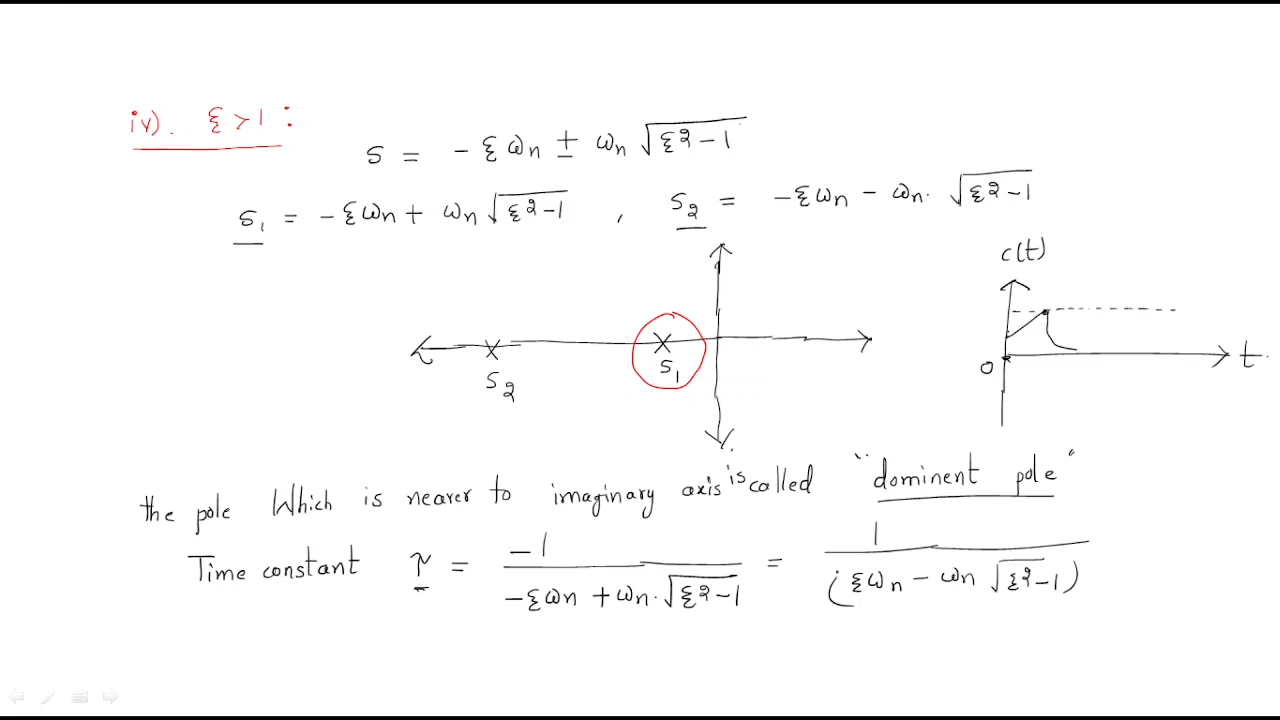 iv). ξ > 1 :
s = - ξ ωn ± ωn √(ξ² - 1)
s₁ = - ξωn + ωn √(ξ² - 1) , s₂ = - ξωn - ωn. √(ξ² - 1)
c(t)
s₁
s₂
0
t
the pole Which is nearer to imaginary axis is called "dominent pole"
Time constant τ = -1 / (-ξωn + ωn.√(ξ² - 1)) = 1 / (ξωn - ωn √(ξ² - 1))